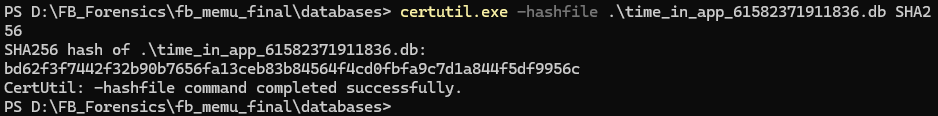 PS D:\FB_Forensics\fb_memu_final\databases> certutil.exe -hashfile .\time_in_app_61582371911836.db SHA2
56
SHA256 hash of .\time_in_app_61582371911836.db:
bd62f3f7442f32b90b7656fa13ceb83b84564f4cd0fbfa9c7d1a844f5df9956c
CertUtil: -hashfile command completed successfully.
PS D:\FB_Forensics\fb_memu_final\databases>